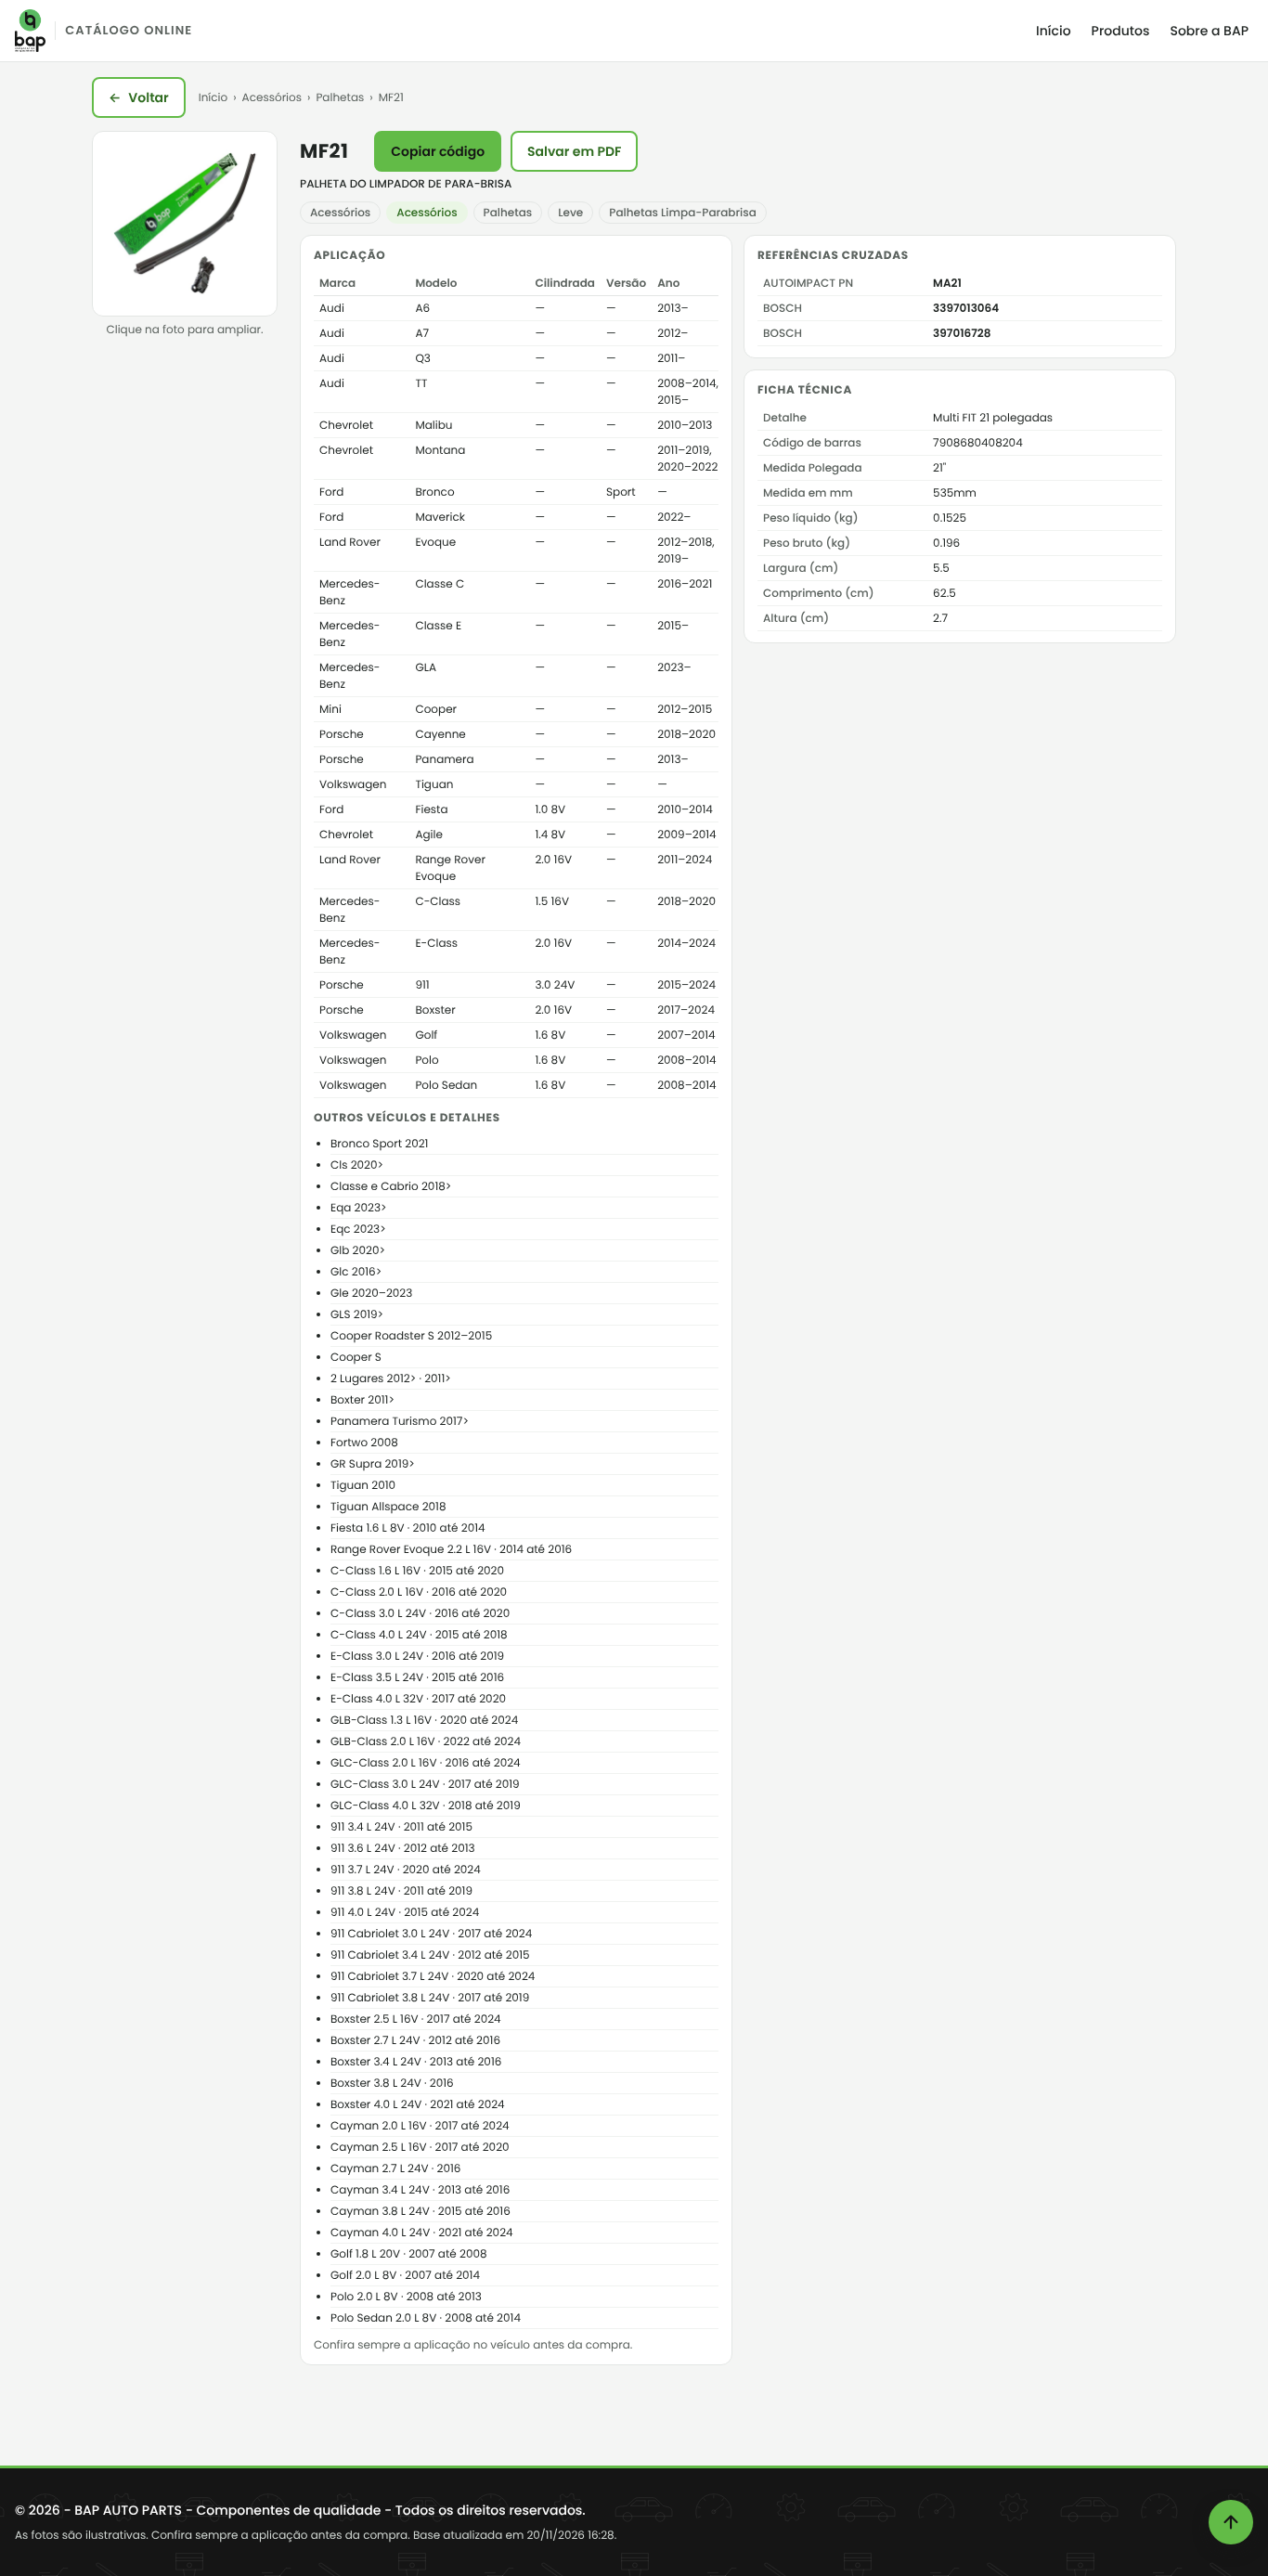 bap
CATÁLOGO ONLINE
Início
Produtos
Sobre a BAP
← Voltar
Início › Acessórios › Palhetas › MF21
bap
Clique na foto para ampliar.
MF21
Copiar código
Salvar em PDF
PALHETA DO LIMPADOR DE PARA-BRISA
Acessórios
Acessórios
Palhetas
Leve
Palhetas Limpa-Parabrisa
APLICAÇÃO
Marca Modelo Cilindrada Versão Ano
Audi A6 — — 2013–
Audi A7 — — 2012–
Audi Q3 — — 2011–
Audi TT — — 2008–2014,
2015–
Chevrolet Malibu — — 2010–2013
Chevrolet Montana — — 2011–2019,
2020–2022
Ford Bronco — Sport —
Ford Maverick — — 2022–
Land Rover Evoque — — 2012–2018,
2019–
Mercedes- Classe C — — 2016–2021
Benz
Mercedes- Classe E — — 2015–
Benz
Mercedes- GLA — — 2023–
Benz
Mini Cooper — — 2012–2015
Porsche Cayenne — — 2018–2020
Porsche Panamera — — 2013–
Volkswagen Tiguan — — —
Ford Fiesta 1.0 8V — 2010–2014
Chevrolet Agile 1.4 8V — 2009–2014
Land Rover Range Rover 2.0 16V — 2011–2024
Evoque
Mercedes- C-Class 1.5 16V — 2018–2020
Benz
Mercedes- E-Class 2.0 16V — 2014–2024
Benz
Porsche 911 3.0 24V — 2015–2024
Porsche Boxster 2.0 16V — 2017–2024
Volkswagen Golf 1.6 8V — 2007–2014
Volkswagen Polo 1.6 8V — 2008–2014
Volkswagen Polo Sedan 1.6 8V — 2008–2014
OUTROS VEÍCULOS E DETALHES
• Bronco Sport 2021
• Cls 2020>
• Classe e Cabrio 2018>
• Eqa 2023>
• Eqc 2023>
• Glb 2020>
• Glc 2016>
• Gle 2020–2023
• GLS 2019>
• Cooper Roadster S 2012–2015
• Cooper S
• 2 Lugares 2012> · 2011>
• Boxter 2011>
• Panamera Turismo 2017>
• Fortwo 2008
• GR Supra 2019>
• Tiguan 2010
• Tiguan Allspace 2018
• Fiesta 1.6 L 8V · 2010 até 2014
• Range Rover Evoque 2.2 L 16V · 2014 até 2016
• C-Class 1.6 L 16V · 2015 até 2020
• C-Class 2.0 L 16V · 2016 até 2020
• C-Class 3.0 L 24V · 2016 até 2020
• C-Class 4.0 L 24V · 2015 até 2018
• E-Class 3.0 L 24V · 2016 até 2019
• E-Class 3.5 L 24V · 2015 até 2016
• E-Class 4.0 L 32V · 2017 até 2020
• GLB-Class 1.3 L 16V · 2020 até 2024
• GLB-Class 2.0 L 16V · 2022 até 2024
• GLC-Class 2.0 L 16V · 2016 até 2024
• GLC-Class 3.0 L 24V · 2017 até 2019
• GLC-Class 4.0 L 32V · 2018 até 2019
• 911 3.4 L 24V · 2011 até 2015
• 911 3.6 L 24V · 2012 até 2013
• 911 3.7 L 24V · 2020 até 2024
• 911 3.8 L 24V · 2011 até 2019
• 911 4.0 L 24V · 2015 até 2024
• 911 Cabriolet 3.0 L 24V · 2017 até 2024
• 911 Cabriolet 3.4 L 24V · 2012 até 2015
• 911 Cabriolet 3.7 L 24V · 2020 até 2024
• 911 Cabriolet 3.8 L 24V · 2017 até 2019
• Boxster 2.5 L 16V · 2017 até 2024
• Boxster 2.7 L 24V · 2012 até 2016
• Boxster 3.4 L 24V · 2013 até 2016
• Boxster 3.8 L 24V · 2016
• Boxster 4.0 L 24V · 2021 até 2024
• Cayman 2.0 L 16V · 2017 até 2024
• Cayman 2.5 L 16V · 2017 até 2020
• Cayman 2.7 L 24V · 2016
• Cayman 3.4 L 24V · 2013 até 2016
• Cayman 3.8 L 24V · 2015 até 2016
• Cayman 4.0 L 24V · 2021 até 2024
• Golf 1.8 L 20V · 2007 até 2008
• Golf 2.0 L 8V · 2007 até 2014
• Polo 2.0 L 8V · 2008 até 2013
• Polo Sedan 2.0 L 8V · 2008 até 2014
Confira sempre a aplicação no veículo antes da compra.
REFERÊNCIAS CRUZADAS
AUTOIMPACT PN MA21
BOSCH 3397013064
BOSCH 397016728
FICHA TÉCNICA
Detalhe Multi FIT 21 polegadas
Código de barras 7908680408204
Medida Polegada 21"
Medida em mm 535mm
Peso líquido (kg) 0.1525
Peso bruto (kg) 0.196
Largura (cm) 5.5
Comprimento (cm) 62.5
Altura (cm) 2.7
© 2026 - BAP AUTO PARTS - Componentes de qualidade - Todos os direitos reservados.
As fotos são ilustrativas. Confira sempre a aplicação antes da compra. Base atualizada em 20/11/2026 16:28.